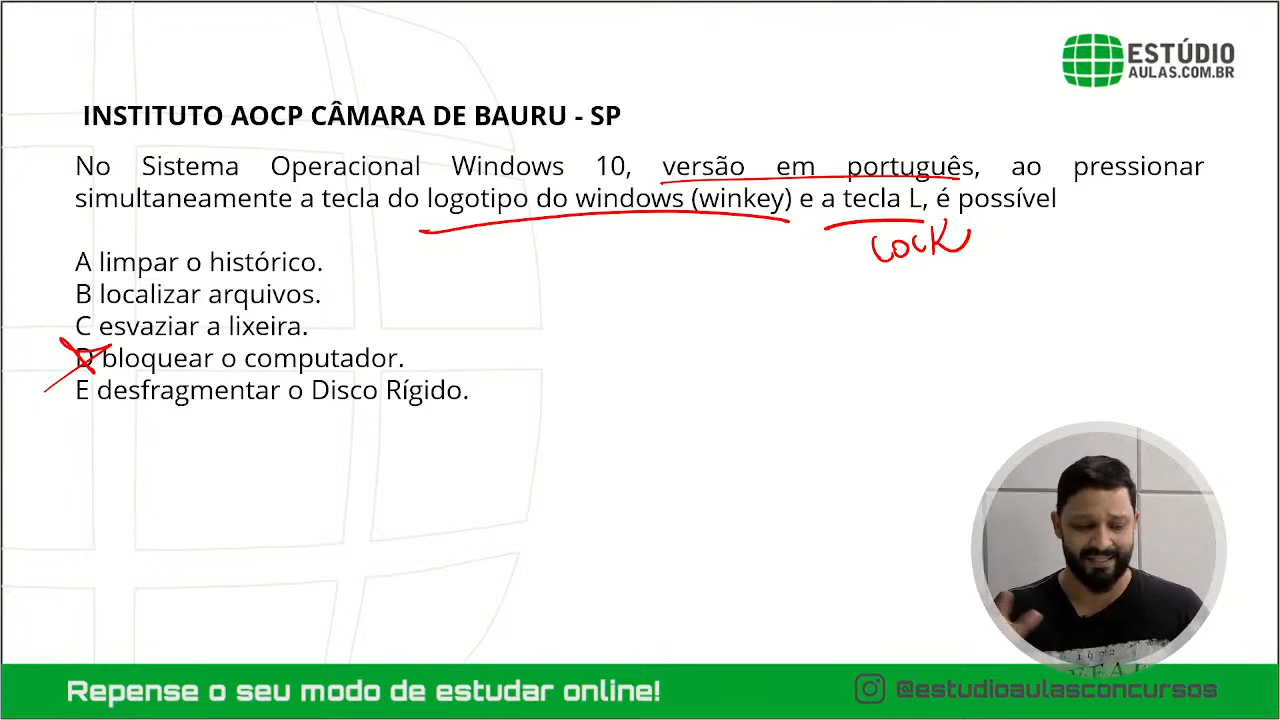 ESTÚDIO
AULAS.COM.BR
INSTITUTO AOCP CÂMARA DE BAURU - SP
No Sistema Operacional Windows 10, versão em português, ao pressionar
simultaneamente a tecla do logotipo do windows (winkey) e a tecla L, é possível
LOCK
A limpar o histórico.
B localizar arquivos.
C esvaziar a lixeira.
D bloquear o computador.
E desfragmentar o Disco Rígido.
1972
Repense o seu modo de estudar online!
@estudioaulasconcursos